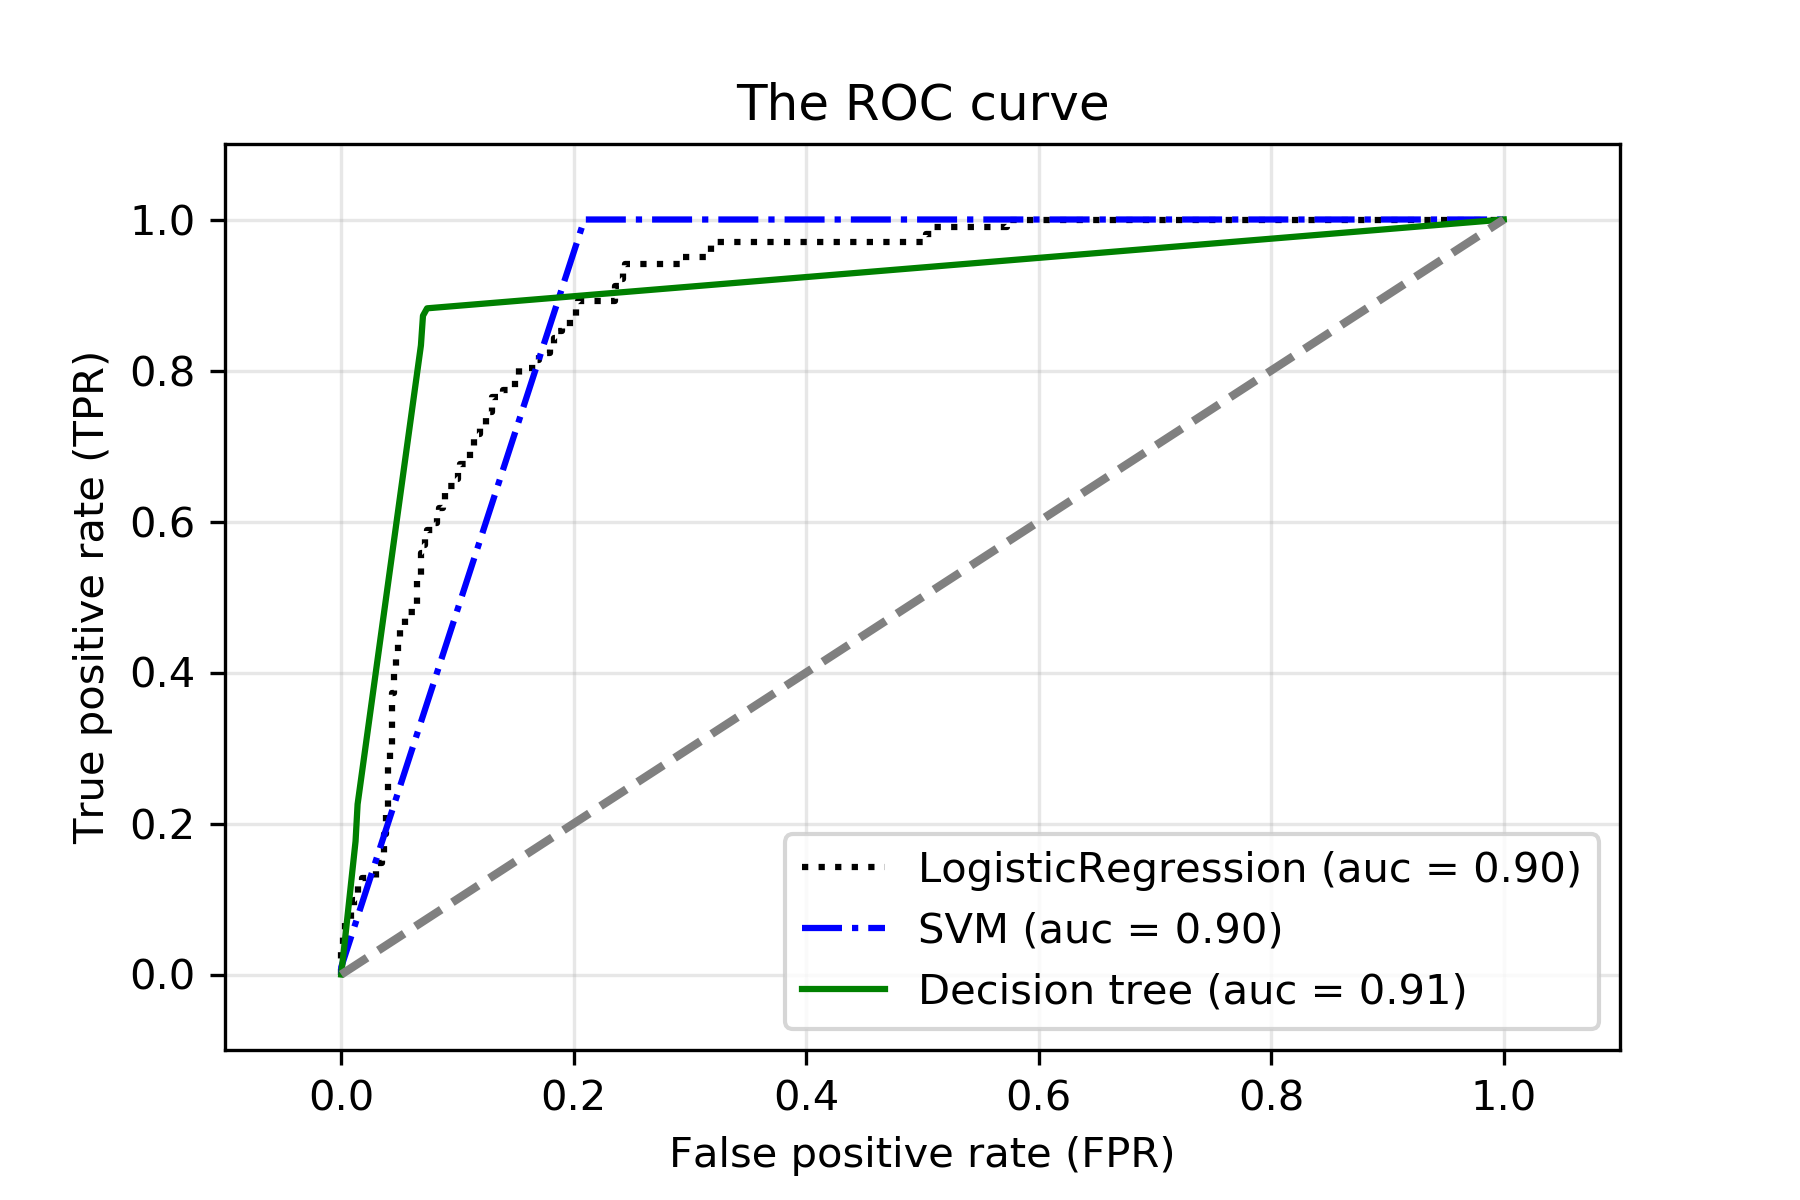 The ROC curve
1.0
0.8
0.6
0.4
0.2
0.0
True positive rate (TPR)
LogisticRegression (auc = 0.90)
SVM (auc = 0.90)
Decision tree (auc = 0.91)
0.0 0.2 0.4 0.6 0.8 1.0
False positive rate (FPR)